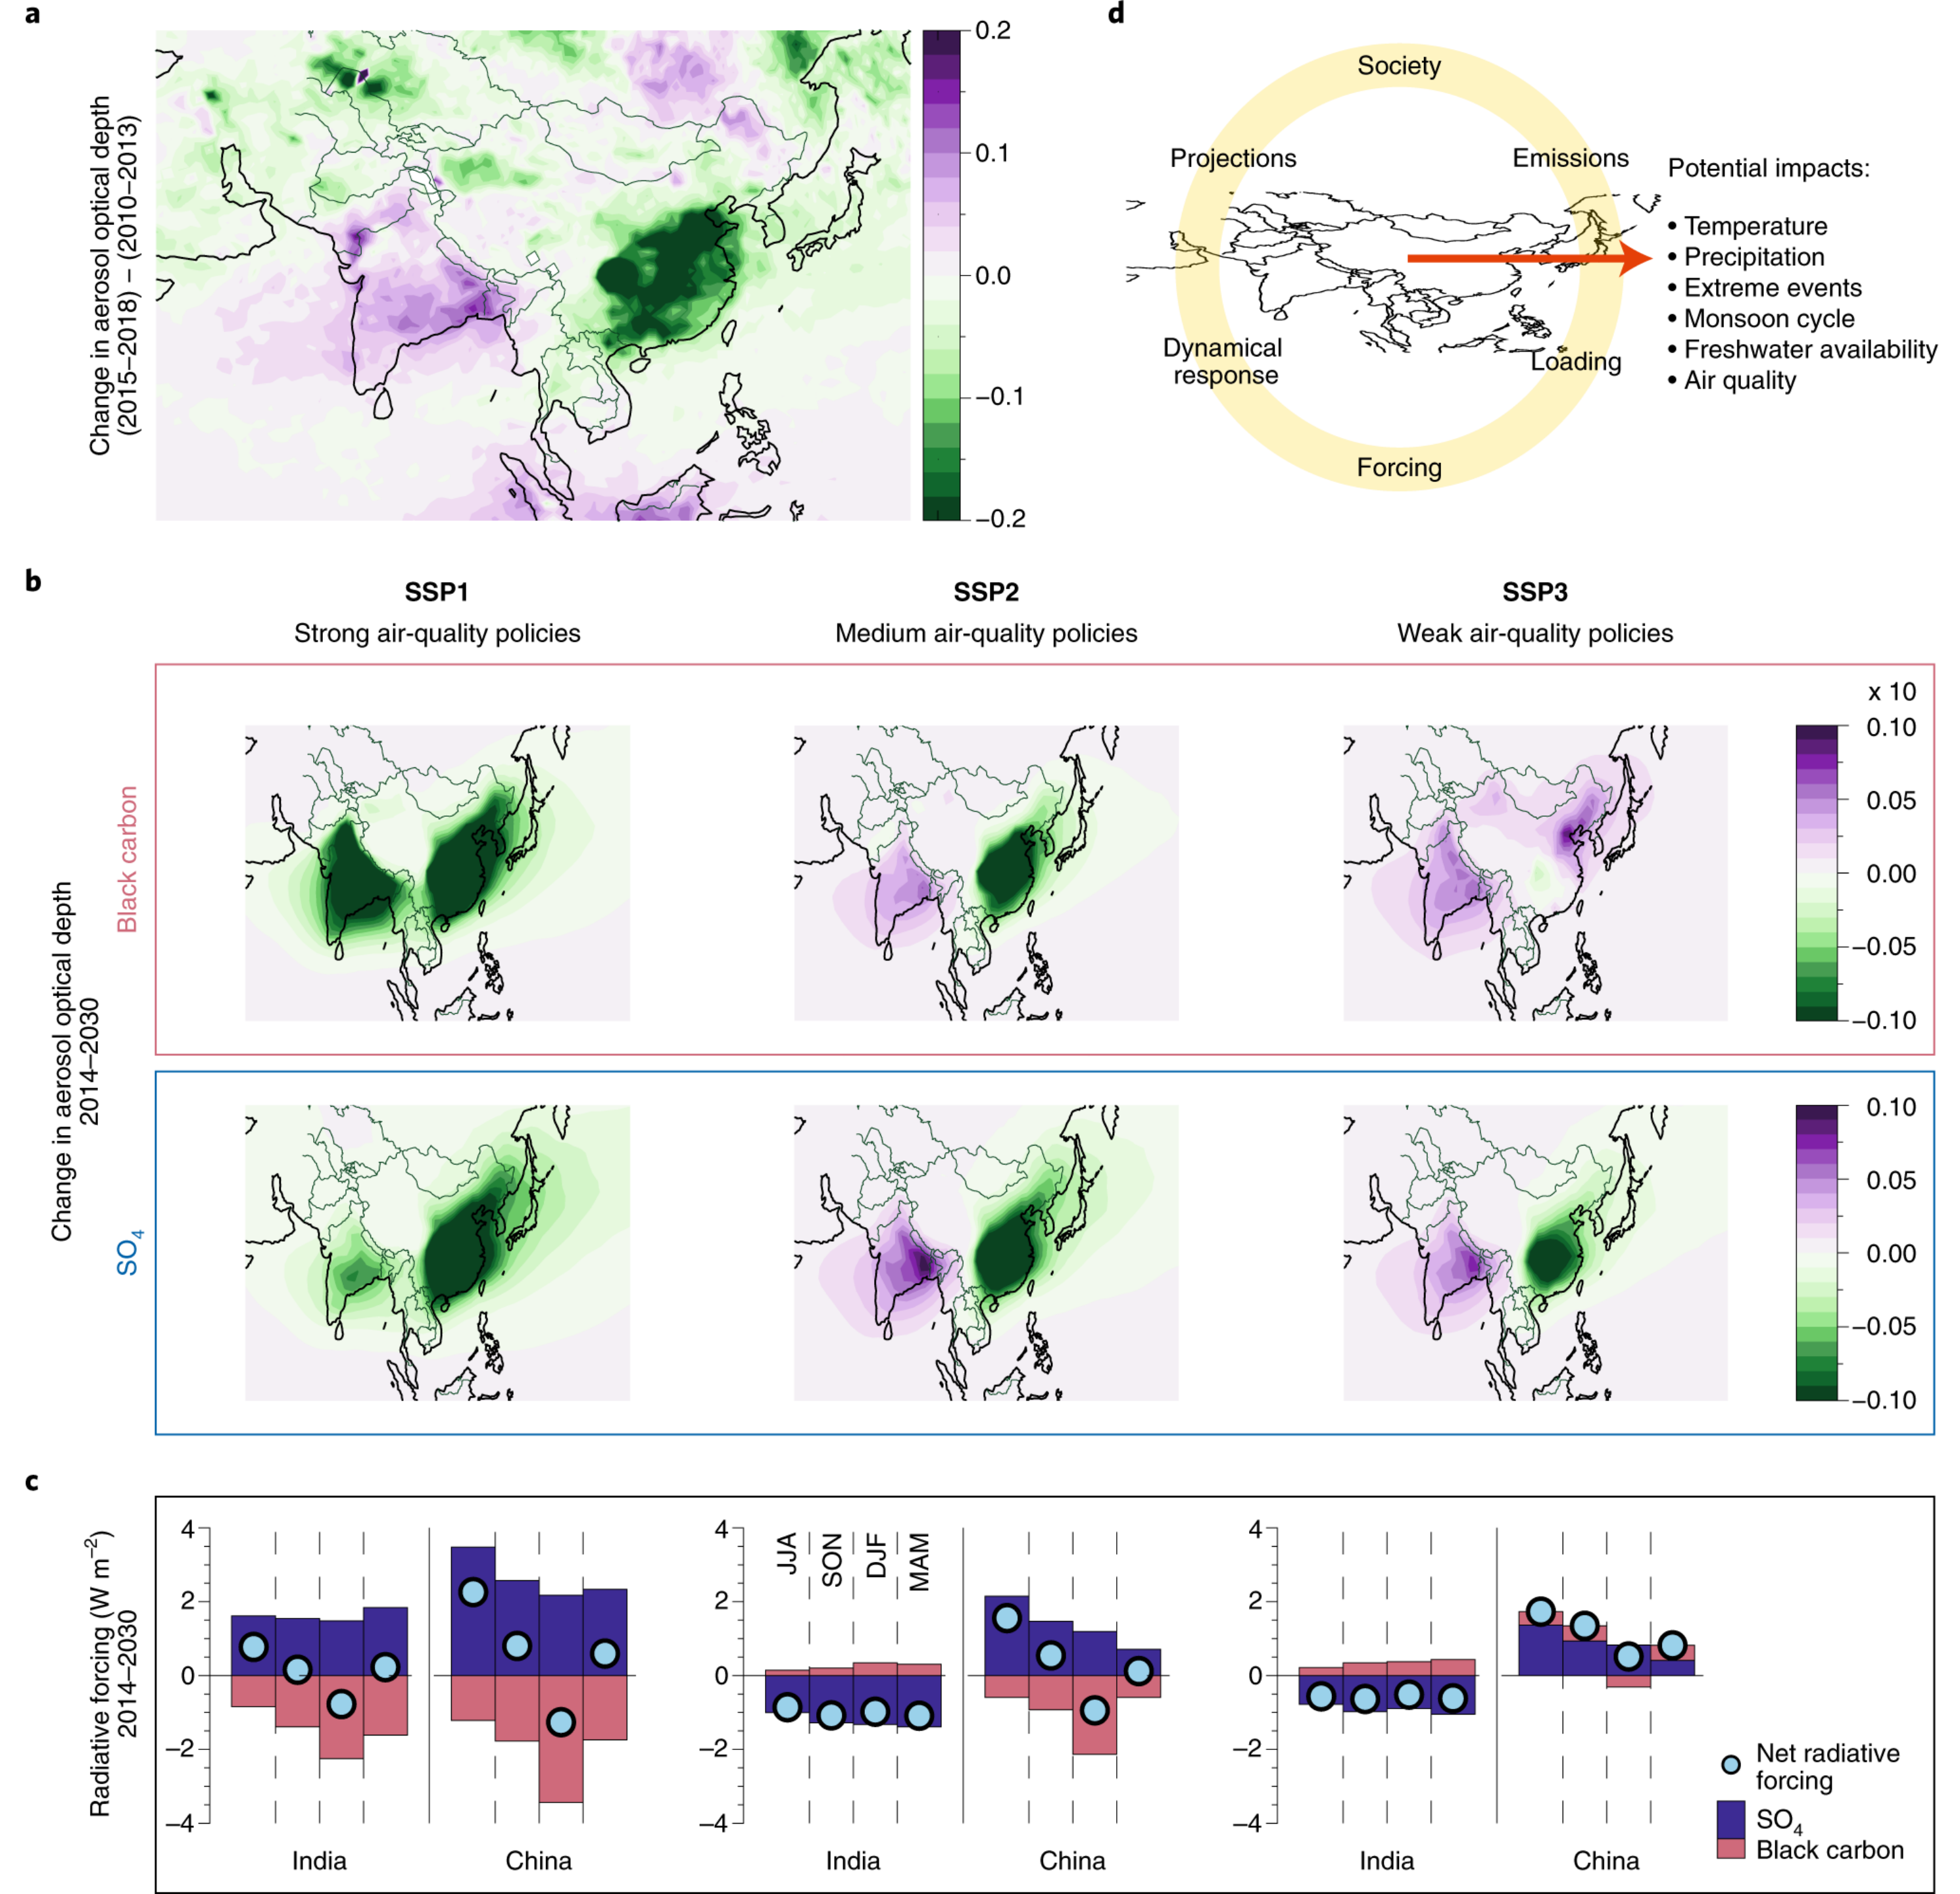 a
Change in aerosol optical depth
(2015–2018) – (2010–2013)
0.2
0.1
0.0
−0.1
−0.2
d
Society
Projections
Emissions
Dynamical
response
Loading
Forcing
Potential impacts:
• Temperature
• Precipitation
• Extreme events
• Monsoon cycle
• Freshwater availability
• Air quality
b
SSP1
Strong air-quality policies
SSP2
Medium air-quality policies
SSP3
Weak air-quality policies
Change in aerosol optical depth
2014–2030
Black carbon
x 10
0.10
0.05
0.00
−0.05
−0.10
SO4
0.10
0.05
0.00
−0.05
−0.10
c
Radiative forcing (W m−2)
2014–2030
4
2
0
−2
−4
India
China
4
2
0
−2
−4
JJA
SON
DJF
MAM
India
China
4
2
0
−2
−4
India
China
Net radiative
forcing
SO4
Black carbon